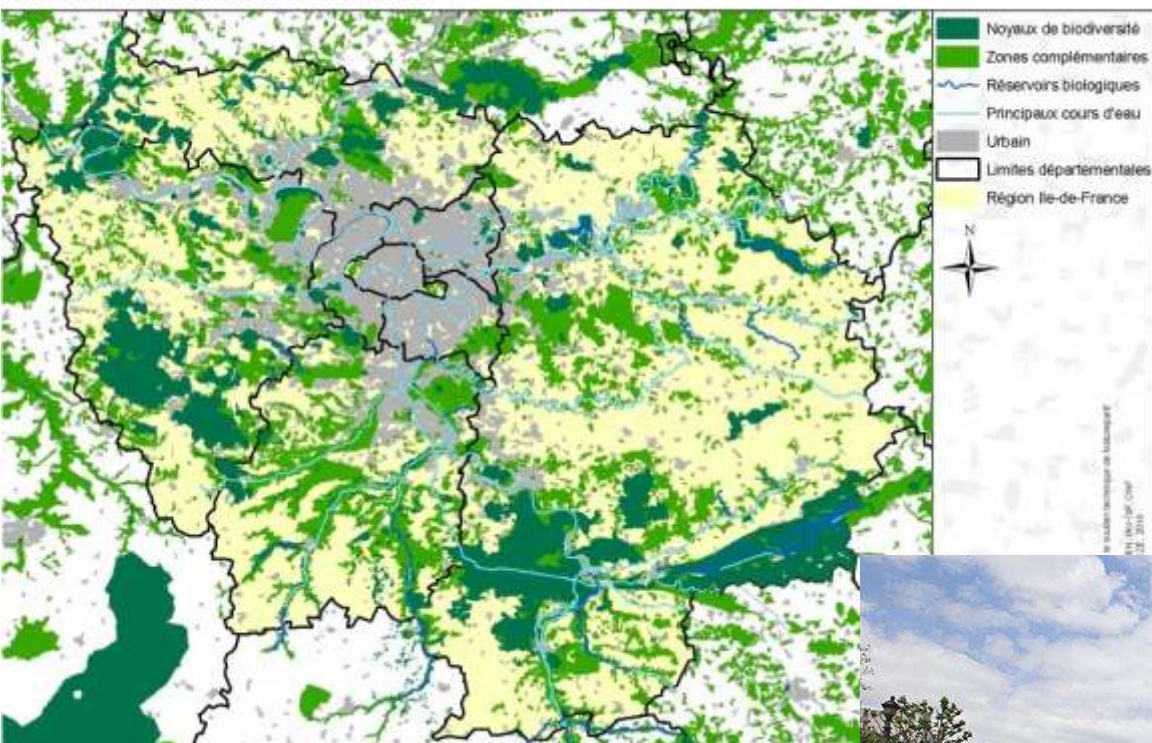 Noyaux de biodiversité
Zones complémentaires
Réservoirs biologiques
Principaux cours d'eau
Urbain
Limites départementales
Région Ile-de-France
N